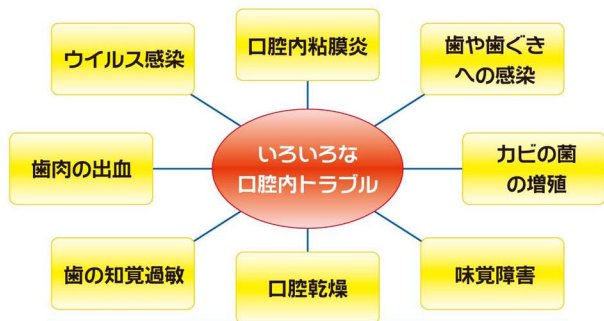 ウイルス感染
口腔内粘膜炎
歯や歯ぐき
への感染
歯肉の出血
いろいろな
口腔内トラブル
カビの菌
の増殖
歯の知覚過敏
口腔乾燥
味覚障害